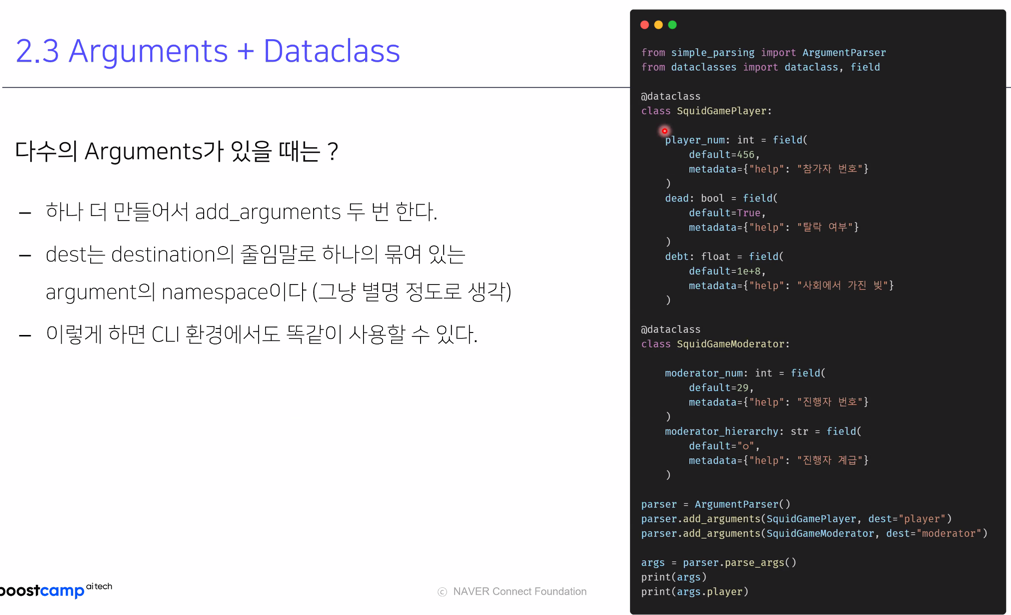 2.3 Arguments + Dataclass
다수의 Arguments가 있을 때는 ?
– 하나 더 만들어서 add_arguments 두 번 한다.
– dest는 destination의 줄임말로 하나의 묶여 있는
argument의 namespace이다 (그냥 별명 정도로 생각)
– 이렇게 하면 CLI 환경에서도 똑같이 사용할 수 있다.
from simple_parsing import ArgumentParser
from dataclasses import dataclass, field
@dataclass
class SquidGamePlayer:
player_num: int = field(
default=456,
metadata={"help": "참가자 번호"}
)
dead: bool = field(
default=True,
metadata={"help": "탈락 여부"}
)
debt: float = field(
default=1e+8,
metadata={"help": "사회에서 가진 빚"}
)
@dataclass
class SquidGameModerator:
moderator_num: int = field(
default=29,
metadata={"help": "진행자 번호"}
)
moderator_hierarchy: str = field(
default="ㅇ",
metadata={"help": "진행자 계급"}
)
parser = ArgumentParser()
parser.add_arguments(SquidGamePlayer, dest="player")
parser.add_arguments(SquidGameModerator, dest="moderator")
args = parser.parse_args()
print(args)
print(args.player)
boostcamp ai tech
ⓒ NAVER Connect Foundation